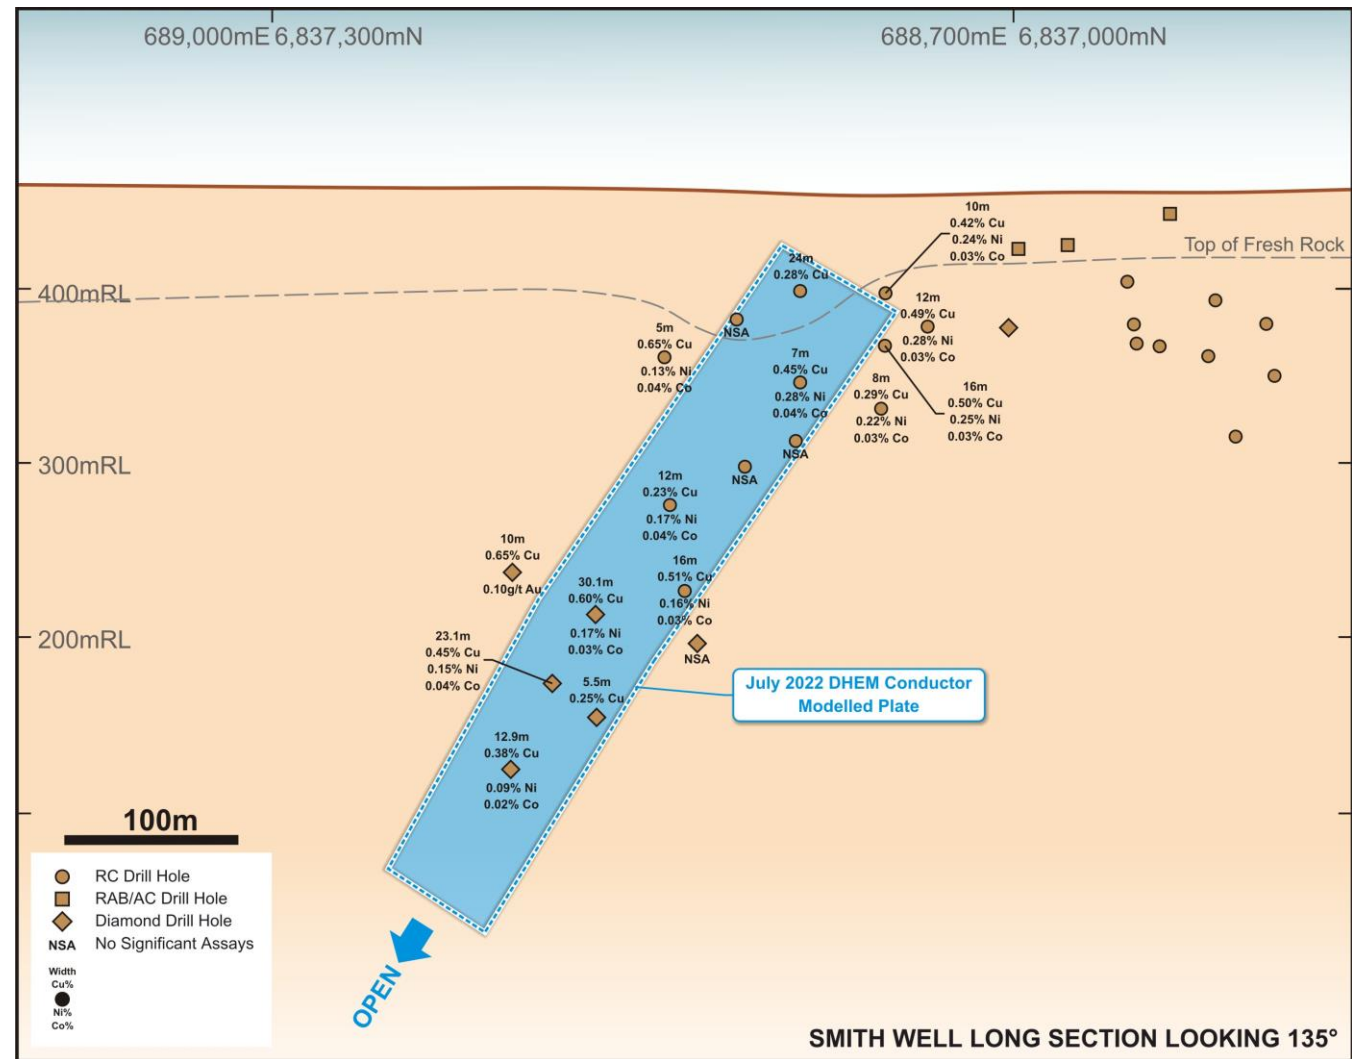 689,000mE 6,837,300mN
688,700mE 6,837,000mN
10m
0.42% Cu
0.24% Ni
0.03% Co
Top of Fresh Rock
400mRL
24m
0.28% Cu
NSA
12m
0.49% Cu
0.28% Ni
0.03% Co
5m
0.65% Cu
0.13% Ni
0.04% Co
7m
0.45% Cu
0.28% Ni
0.04% Co
8m
0.29% Cu
0.22% Ni
0.03% Co
16m
0.50% Cu
0.25% Ni
0.03% Co
300mRL
NSA
NSA
12m
0.23% Cu
0.17% Ni
0.04% Co
10m
0.65% Cu
0.10g/t Au
16m
0.51% Cu
0.16% Ni
0.03% Co
30.1m
0.60% Cu
0.17% Ni
0.03% Co
200mRL
NSA
23.1m
0.45% Cu
0.15% Ni
0.04% Co
5.5m
0.25% Cu
July 2022 DHEM Conductor
Modelled Plate
12.9m
0.38% Cu
0.09% Ni
0.02% Co
100m
RC Drill Hole
RAB/AC Drill Hole
Diamond Drill Hole
NSA No Significant Assays
Width
Cu%
Ni%
Co%
OPEN
SMITH WELL LONG SECTION LOOKING 135°